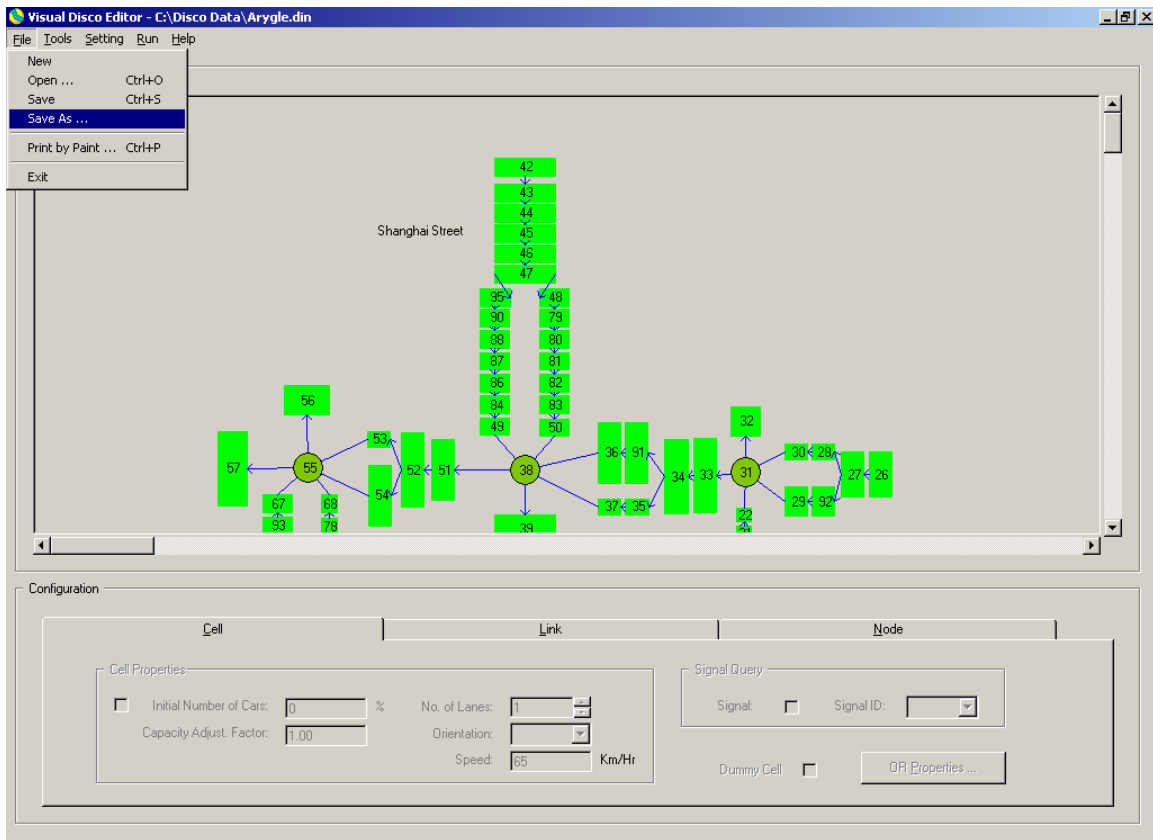 Visual Disco Editor - C:\Disco Data\Arygle.din
File Tools Setting Run Help
New
Open ... Ctrl+O
Save Ctrl+S
Save As ...
Print by Paint ... Ctrl+P
Exit
42
43
44
Shanghai Street 45
46
47
95 48
90 79
88 80
87 81
86 82
56 84 83
49 50 32
53 36 91 30 28
57 55 52 51 38 34 33 31 27 26
54 37 35 29 92
67 68 22
93 78 39 21
Configuration
Cell Link Node
Cell Properties Signal Query
Initial Number of Cars: 0 % No. of Lanes: 1 Signal: Signal ID:
Capacity Adjust. Factor: 1.00 Orientation:
Speed: 65 Km/Hr Dummy Cell OR Properties ...